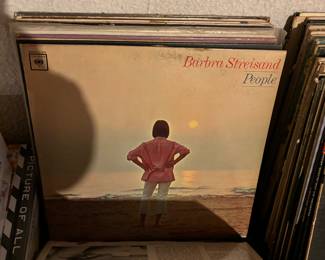 Barbra Streisand
People
PICTURE OF ALL